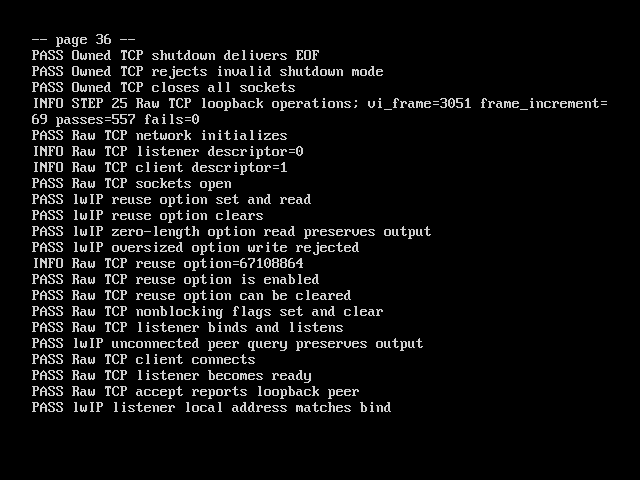 -- page 36 --
PASS Owned TCP shutdown delivers EOF
PASS Owned TCP rejects invalid shutdown mode
PASS Owned TCP closes all sockets
INFO STEP 25 Raw TCP loopback operations; vi_frame=3051 frame_increment=
69 passes=557 fails=0
PASS Raw TCP network initializes
INFO Raw TCP listener descriptor=0
INFO Raw TCP client descriptor=1
PASS Raw TCP sockets open
PASS lwIP reuse option set and read
PASS lwIP reuse option clears
PASS lwIP zero-length option read preserves output
PASS lwIP oversized option write rejected
INFO Raw TCP reuse option=67108864
PASS Raw TCP reuse option is enabled
PASS Raw TCP reuse option can be cleared
PASS Raw TCP nonblocking flags set and clear
PASS Raw TCP listener binds and listens
PASS lwIP unconnected peer query preserves output
PASS Raw TCP client connects
PASS Raw TCP listener becomes ready
PASS Raw TCP accept reports loopback peer
PASS lwIP listener local address matches bind